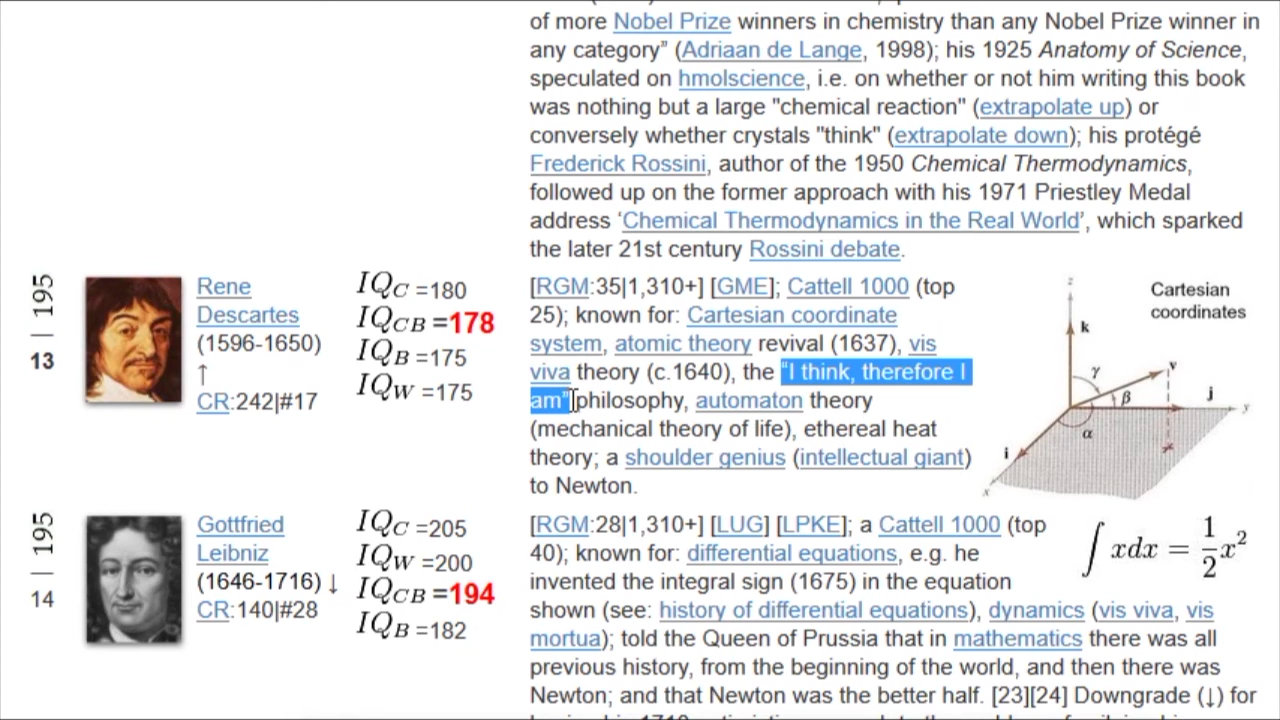 of more Nobel Prize winners in chemistry than any Nobel Prize winner in
any category” (Adriaan de Lange, 1998); his 1925 Anatomy of Science,
speculated on hmolscience, i.e. on whether or not him writing this book
was nothing but a large "chemical reaction" (extrapolate up) or
conversely whether crystals "think" (extrapolate down); his protégé
Frederick Rossini, author of the 1950 Chemical Thermodynamics,
followed up on the former approach with his 1971 Priestley Medal
address ‘Chemical Thermodynamics in the Real World’, which sparked
the later 21st century Rossini debate.
195
|
13
Rene
Descartes
(1596-1650)
↑
CR:242|#17
IQC =180
IQCB =178
IQB =175
IQW =175
[RGM:35|1,310+] [GME]; Cattell 1000 (top
25); known for: Cartesian coordinate
system, atomic theory revival (1637), vis
viva theory (c.1640), the “I think, therefore I
am” philosophy, automaton theory
(mechanical theory of life), ethereal heat
theory; a shoulder genius (intellectual giant)
to Newton.
Cartesian
coordinates
z
k
v
γ
β
j
y
α
i
x
195
|
14
Gottfried
Leibniz
(1646-1716) ↓
CR:140|#28
IQC =205
IQW =200
IQCB =194
IQB =182
[RGM:28|1,310+] [LUG] [LPKE]; a Cattell 1000 (top
40); known for: differential equations, e.g. he
invented the integral sign (1675) in the equation
shown (see: history of differential equations), dynamics (vis viva, vis
mortua); told the Queen of Prussia that in mathematics there was all
previous history, from the beginning of the world, and then there was
Newton; and that Newton was the better half. [23][24] Downgrade (↓) for
∫ xdx = 1/2 x²